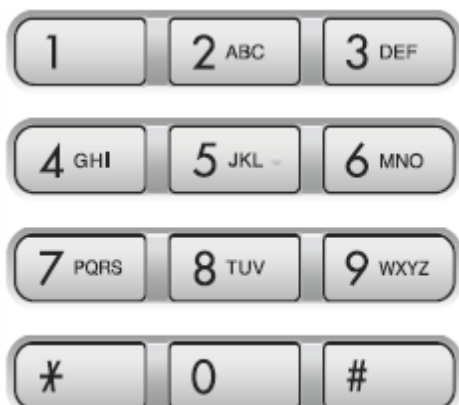 1 2 ABC 3 DEF
4 GHI 5 JKL 6 MNO
7 PQRS 8 TUV 9 WXYZ
* 0 #